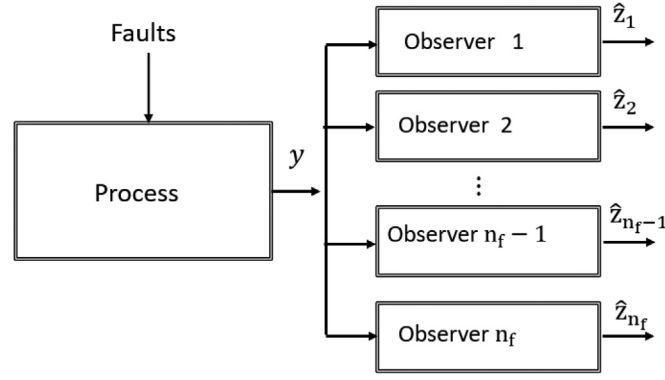 Faults
Process
y
Observer 1
ẑ₁
Observer 2
ẑ₂
⋮
Observer n_f − 1
ẑ_{n_f−1}
Observer n_f
ẑ_{n_f}